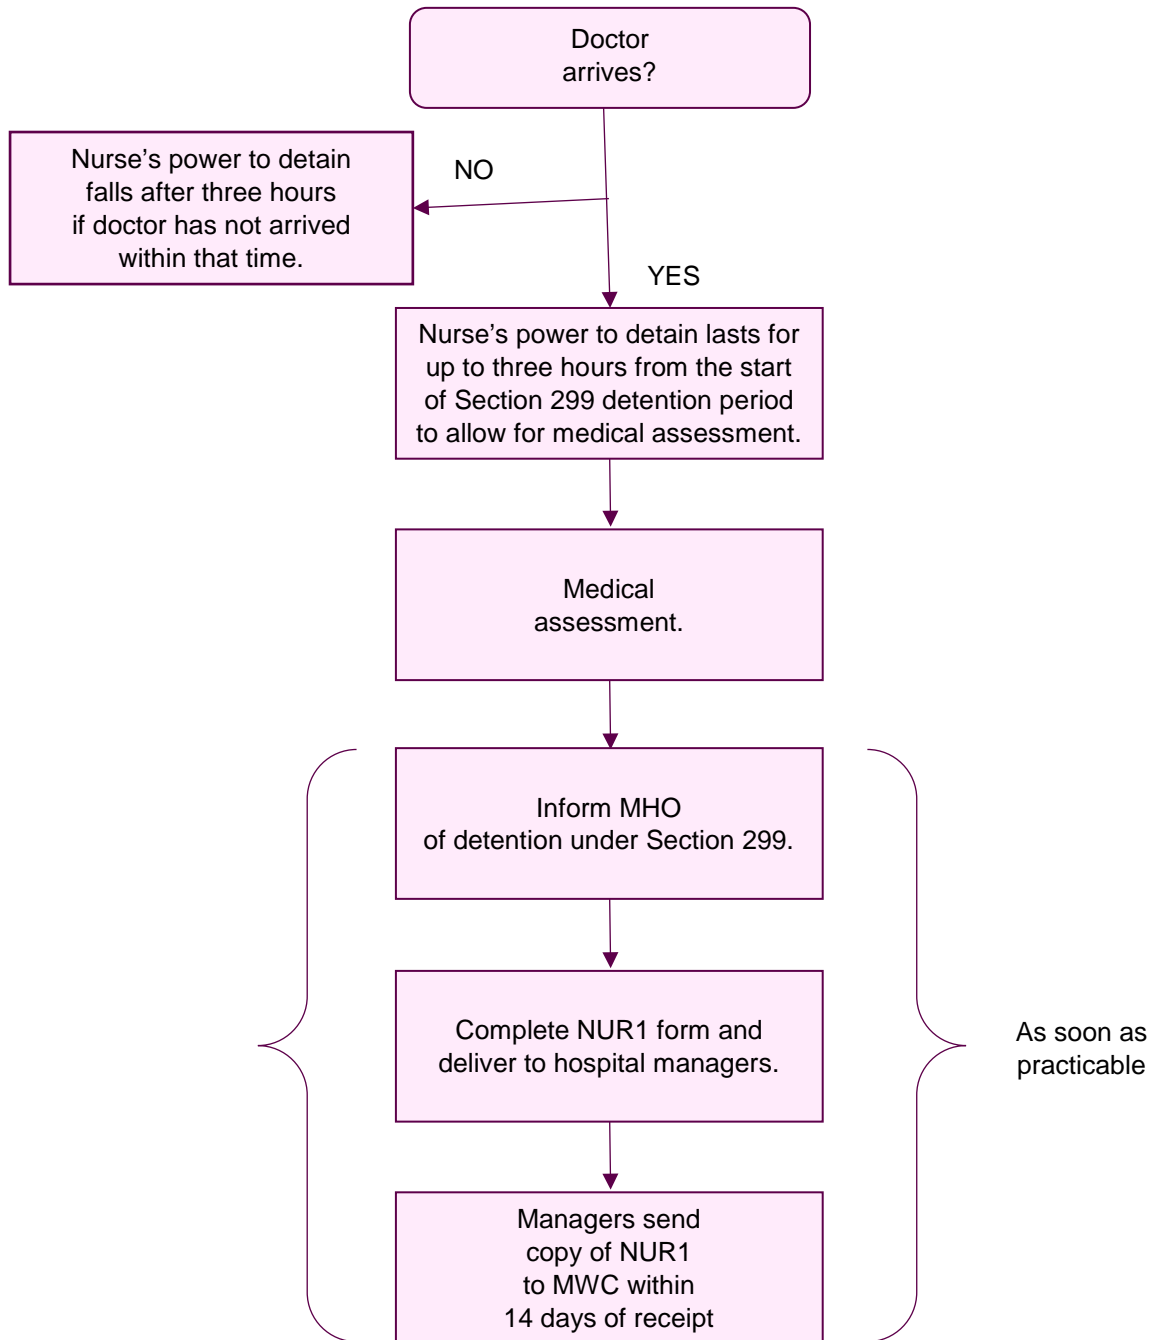 Doctor
arrives?
Nurse’s power to detain
falls after three hours
if doctor has not arrived
within that time.
NO
YES
Nurse’s power to detain lasts for
up to three hours from the start
of Section 299 detention period
to allow for medical assessment.
Medical
assessment.
Inform MHO
of detention under Section 299.
Complete NUR1 form and
deliver to hospital managers.
As soon as
practicable
Managers send
copy of NUR1
to MWC within
14 days of receipt